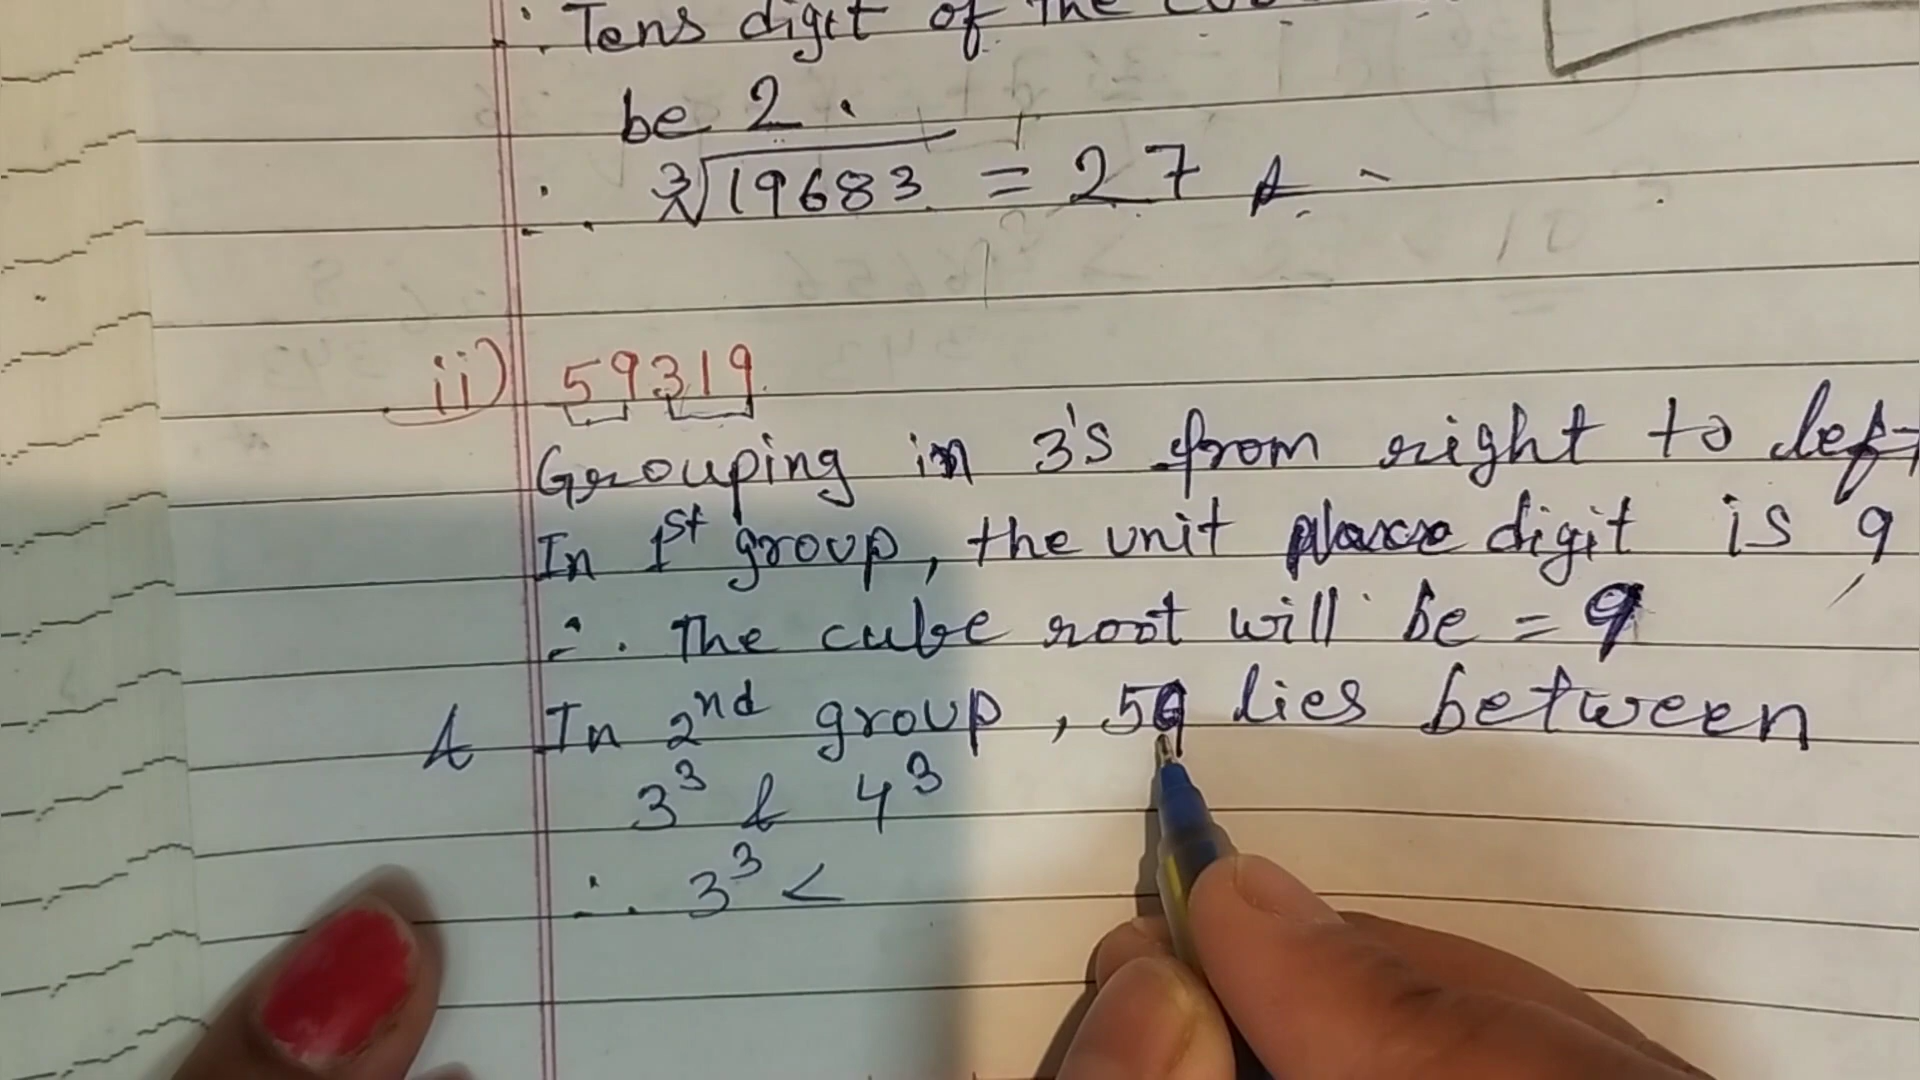 ∴ Tens digit of the
be 2.
∴ ∛19683 = 27
ii) 59319
Grouping in 3's from right to left
In 1st group, the unit place digit is 9
∴ The cube root will be = 9
In 2nd group, 59 lies between
3³ & 4³
∴ 3³ <